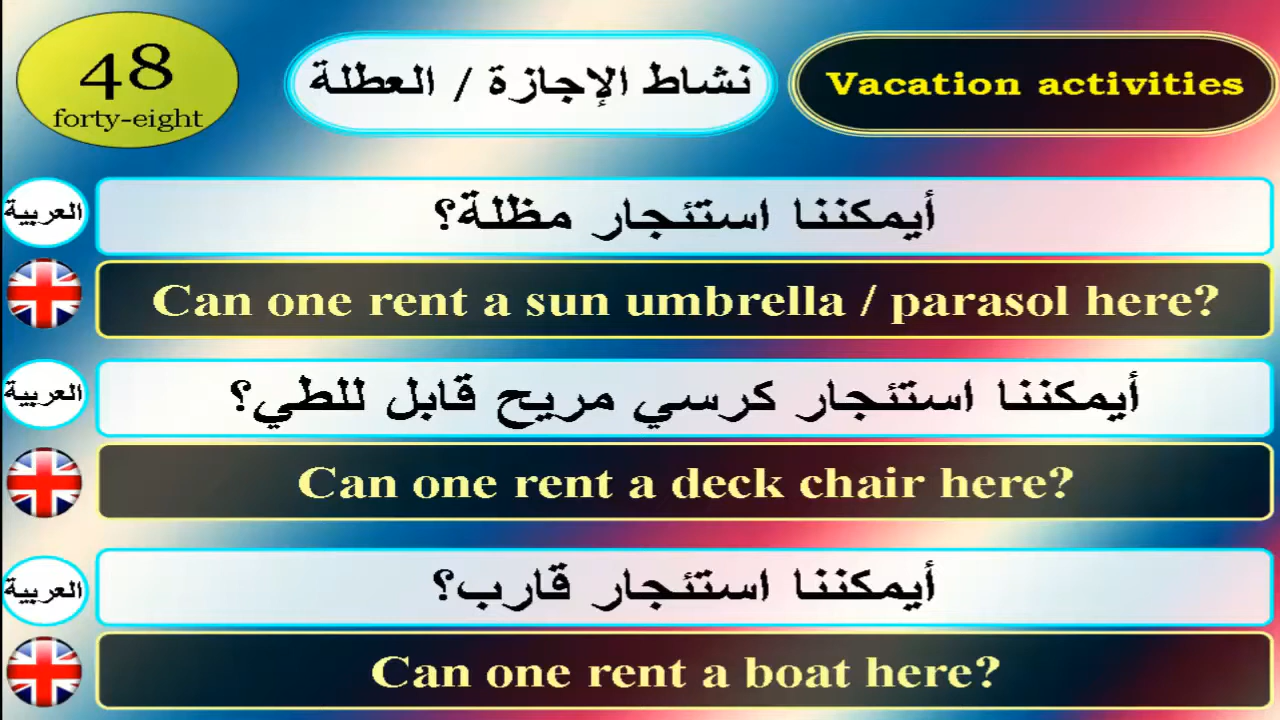 48
forty-eight
نشاط الإجازة / العطلة
Vacation activities
العربية
أيمكننا استئجار مظلة؟
Can one rent a sun umbrella / parasol here?
العربية
أيمكننا استئجار كرسي مريح قابل للطي؟
Can one rent a deck chair here?
العربية
أيمكننا استئجار قارب؟
Can one rent a boat here?